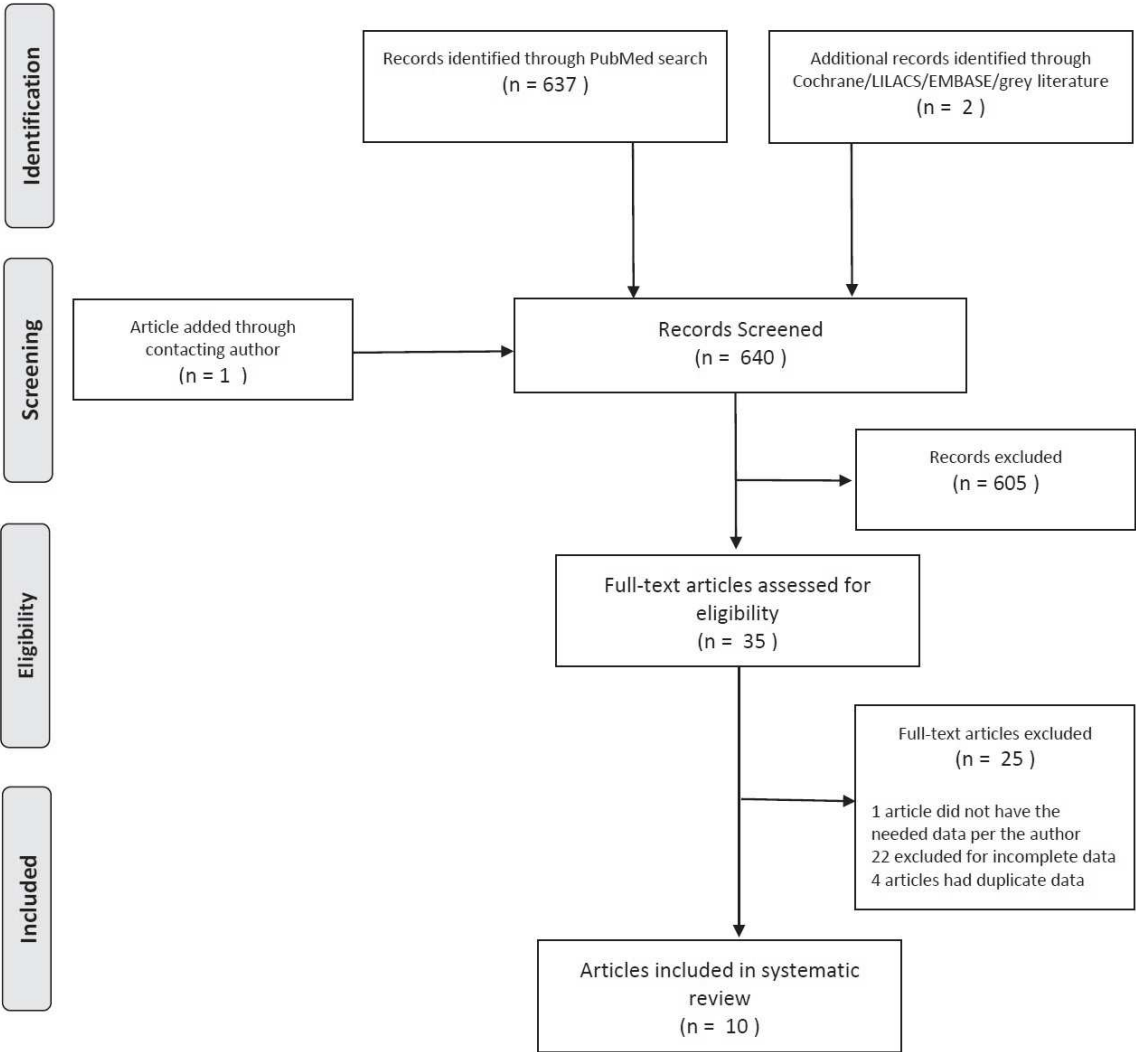 Identification
Records identified through PubMed search
(n = 637 )
Additional records identified through
Cochrane/LILACS/EMBASE/grey literature
(n = 2 )
Screening
Article added through
contacting author
(n = 1 )
Records Screened
(n = 640 )
Records excluded
(n = 605 )
Eligibility
Full-text articles assessed for
eligibility
(n = 35 )
Full-text articles excluded
(n = 25 )
1 article did not have the
needed data per the author
22 excluded for incomplete data
4 articles had duplicate data
Included
Articles included in systematic
review
(n = 10 )